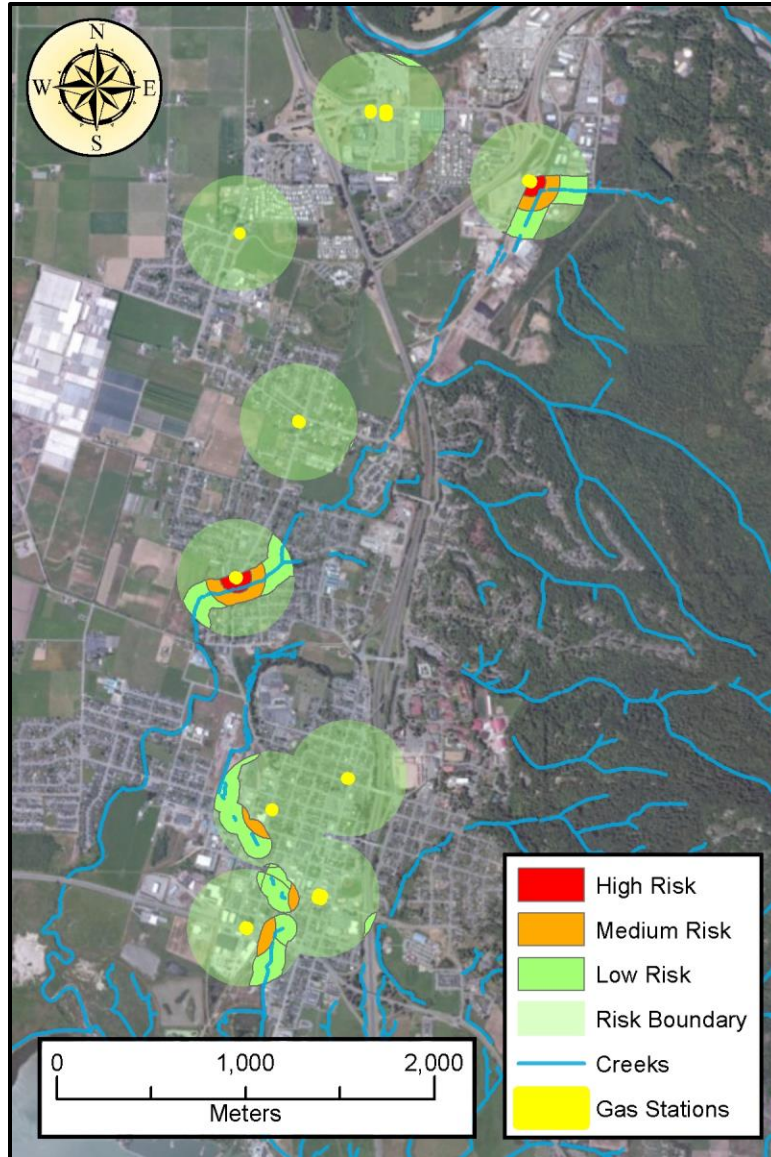 N
W E
S
High Risk
Medium Risk
Low Risk
Risk Boundary
Creeks
Gas Stations
0 1,000 2,000
Meters